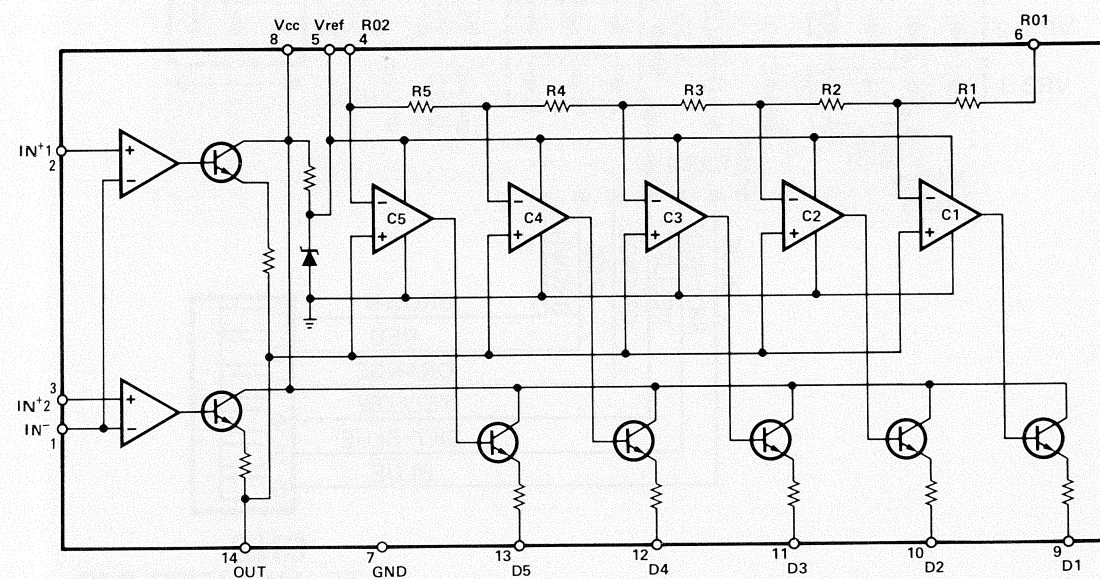 Vcc Vref R02 R01
8 5 4 6
R5 R4 R3 R2 R1
IN+1
2
+
−
− − − − −
C5 C4 C3 C2 C1
+ + + + +
3
IN+2
IN−
1
+
−
14 7 13 12 11 10 9
OUT GND D5 D4 D3 D2 D1